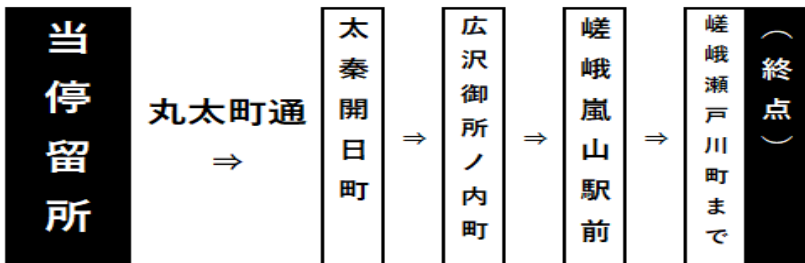 当停留所
丸太町通
⇒
太秦開日町
⇒
広沢御所ノ内町
⇒
嵯峨嵐山駅前
⇒
嵯峨瀬戸川町まで
（終点）